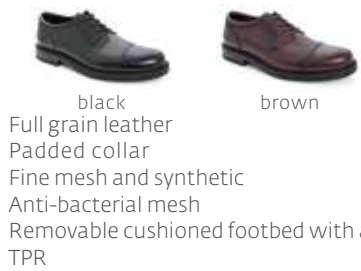 black brown
Full grain leather
Padded collar
Fine mesh and synthetic
Anti-bacterial mesh
Removable cushioned footbed with
TPR